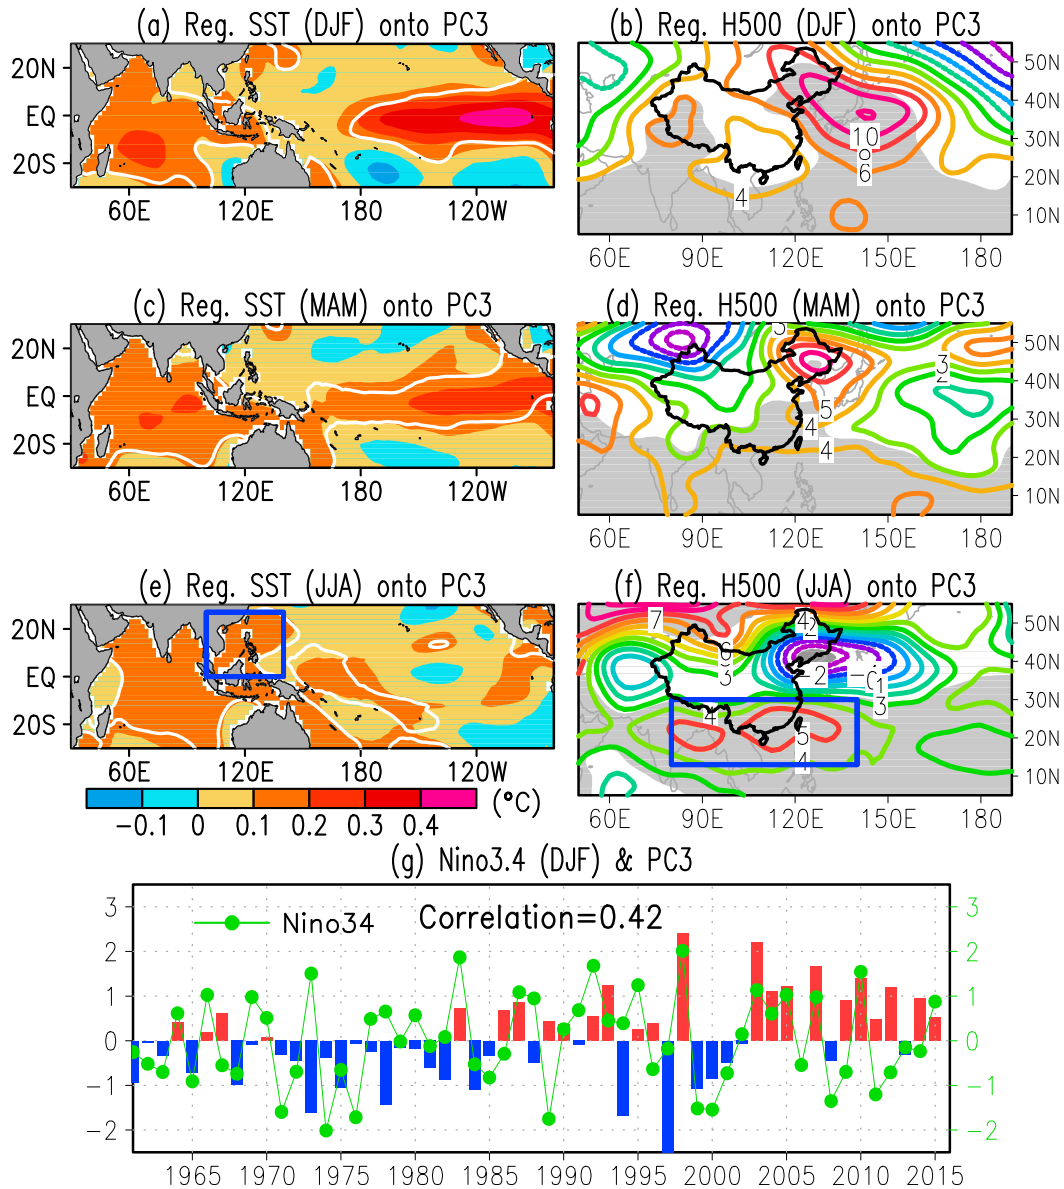 (a) Reg. SST (DJF) onto PC3
(b) Reg. H500 (DJF) onto PC3
20N
EQ
20S
60E 120E 180 120W
10
6
4
50N
40N
30N
20N
10N
60E 90E 120E 150E 180
(c) Reg. SST (MAM) onto PC3
(d) Reg. H500 (MAM) onto PC3
20N
EQ
20S
60E 120E 180 120W
3
5
4
4
50N
40N
30N
20N
10N
60E 90E 120E 150E 180
(e) Reg. SST (JJA) onto PC3
(f) Reg. H500 (JJA) onto PC3
20N
EQ
20S
60E 120E 180 120W
7
4
2
3
-2
1
3
4
5
4
50N
40N
30N
20N
10N
60E 90E 120E 150E 180
-0.1 0 0.1 0.2 0.3 0.4 (°C)
(g) Nino3.4 (DJF) & PC3
Nino34 Correlation=0.42
3 3
2 2
1 1
0 0
-1 -1
-2 -2
1965 1970 1975 1980 1985 1990 1995 2000 2005 2010 2015